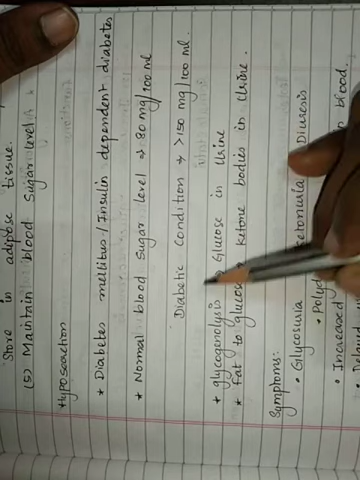 Store in adipose tissue.
(5) Maintain blood Sugar level
Hyposecretion
* Diabetes mellitus / Insulin dependent diabetes
* Normal blood Sugar level → 80 mg/100 ml
Diabetic condition → >150 mg/100 ml.
* glycogenolysis Glucose in Urine
* Fat to glucose ketone bodies in Urine.
Symptoms:
• Glycosuria Diuresis
• Increased in blood.